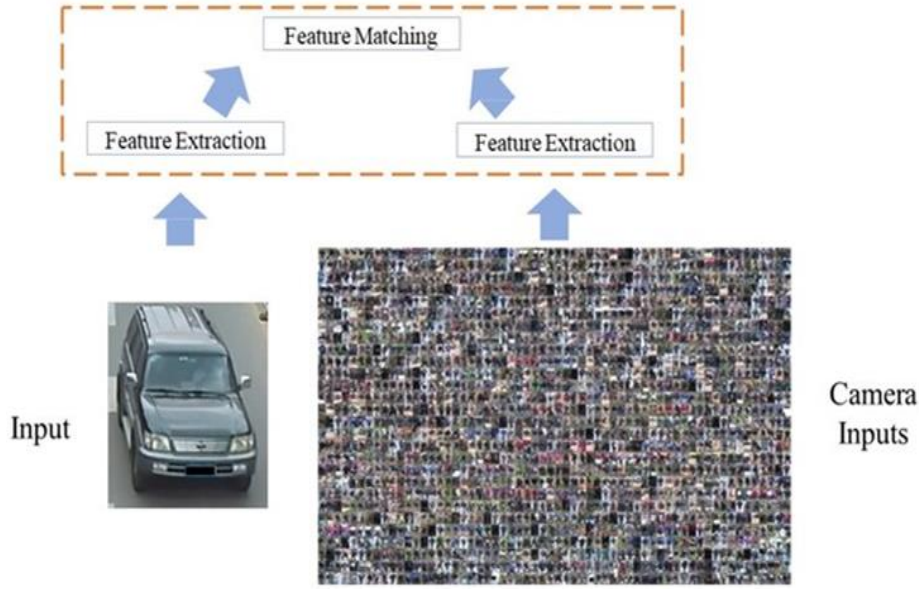 Feature Matching
Feature Extraction
Feature Extraction
Input
Camera
Inputs